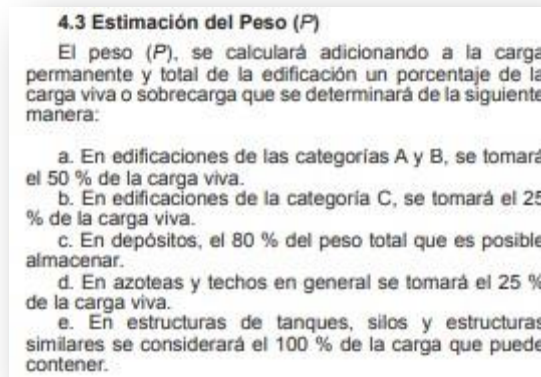 4.3 Estimación del Peso (P)
El peso (P), se calculará adicionando a la carga
permanente y total de la edificación un porcentaje de la
carga viva o sobrecarga que se determinará de la siguiente
manera:
a. En edificaciones de las categorías A y B, se tomará
el 50 % de la carga viva.
b. En edificaciones de la categoría C, se tomará el 25
% de la carga viva.
c. En depósitos, el 80 % del peso total que es posible
almacenar.
d. En azoteas y techos en general se tomará el 25 %
de la carga viva.
e. En estructuras de tanques, silos y estructuras
similares se considerará el 100 % de la carga que puede
contener.